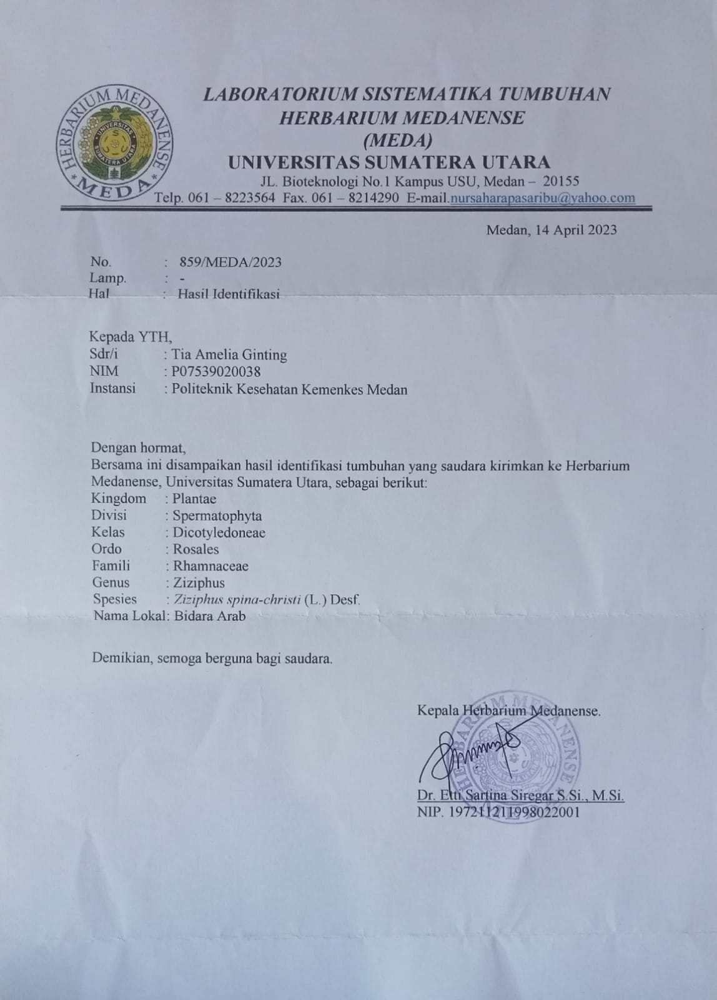 HERBARIUM MEDANENSE
UNIVERSITAS
SUMATERA UTARA
* MEDA *
LABORATORIUM SISTEMATIKA TUMBUHAN
HERBARIUM MEDANENSE
(MEDA)
UNIVERSITAS SUMATERA UTARA
JL. Bioteknologi No.1 Kampus USU, Medan – 20155
Telp. 061 – 8223564 Fax. 061 – 8214290 E-mail.nursaharapasaribu@yahoo.com
Medan, 14 April 2023
No. : 859/MEDA/2023
Lamp. : -
Hal : Hasil Identifikasi
Kepada YTH,
Sdr/i : Tia Amelia Ginting
NIM : P07539020038
Instansi : Politeknik Kesehatan Kemenkes Medan
Dengan hormat,
Bersama ini disampaikan hasil identifikasi tumbuhan yang saudara kirimkan ke Herbarium
Medanense, Universitas Sumatera Utara, sebagai berikut:
Kingdom : Plantae
Divisi : Spermatophyta
Kelas : Dicotyledoneae
Ordo : Rosales
Famili : Rhamnaceae
Genus : Ziziphus
Spesies : Ziziphus spina-christi (L.) Desf.
Nama Lokal: Bidara Arab
Demikian, semoga berguna bagi saudara.
Kepala Herbarium Medanense.
HERBARIUM MEDANENSE
Dr. Etti Sartina Siregar S.Si., M.Si.
NIP. 197211211998022001